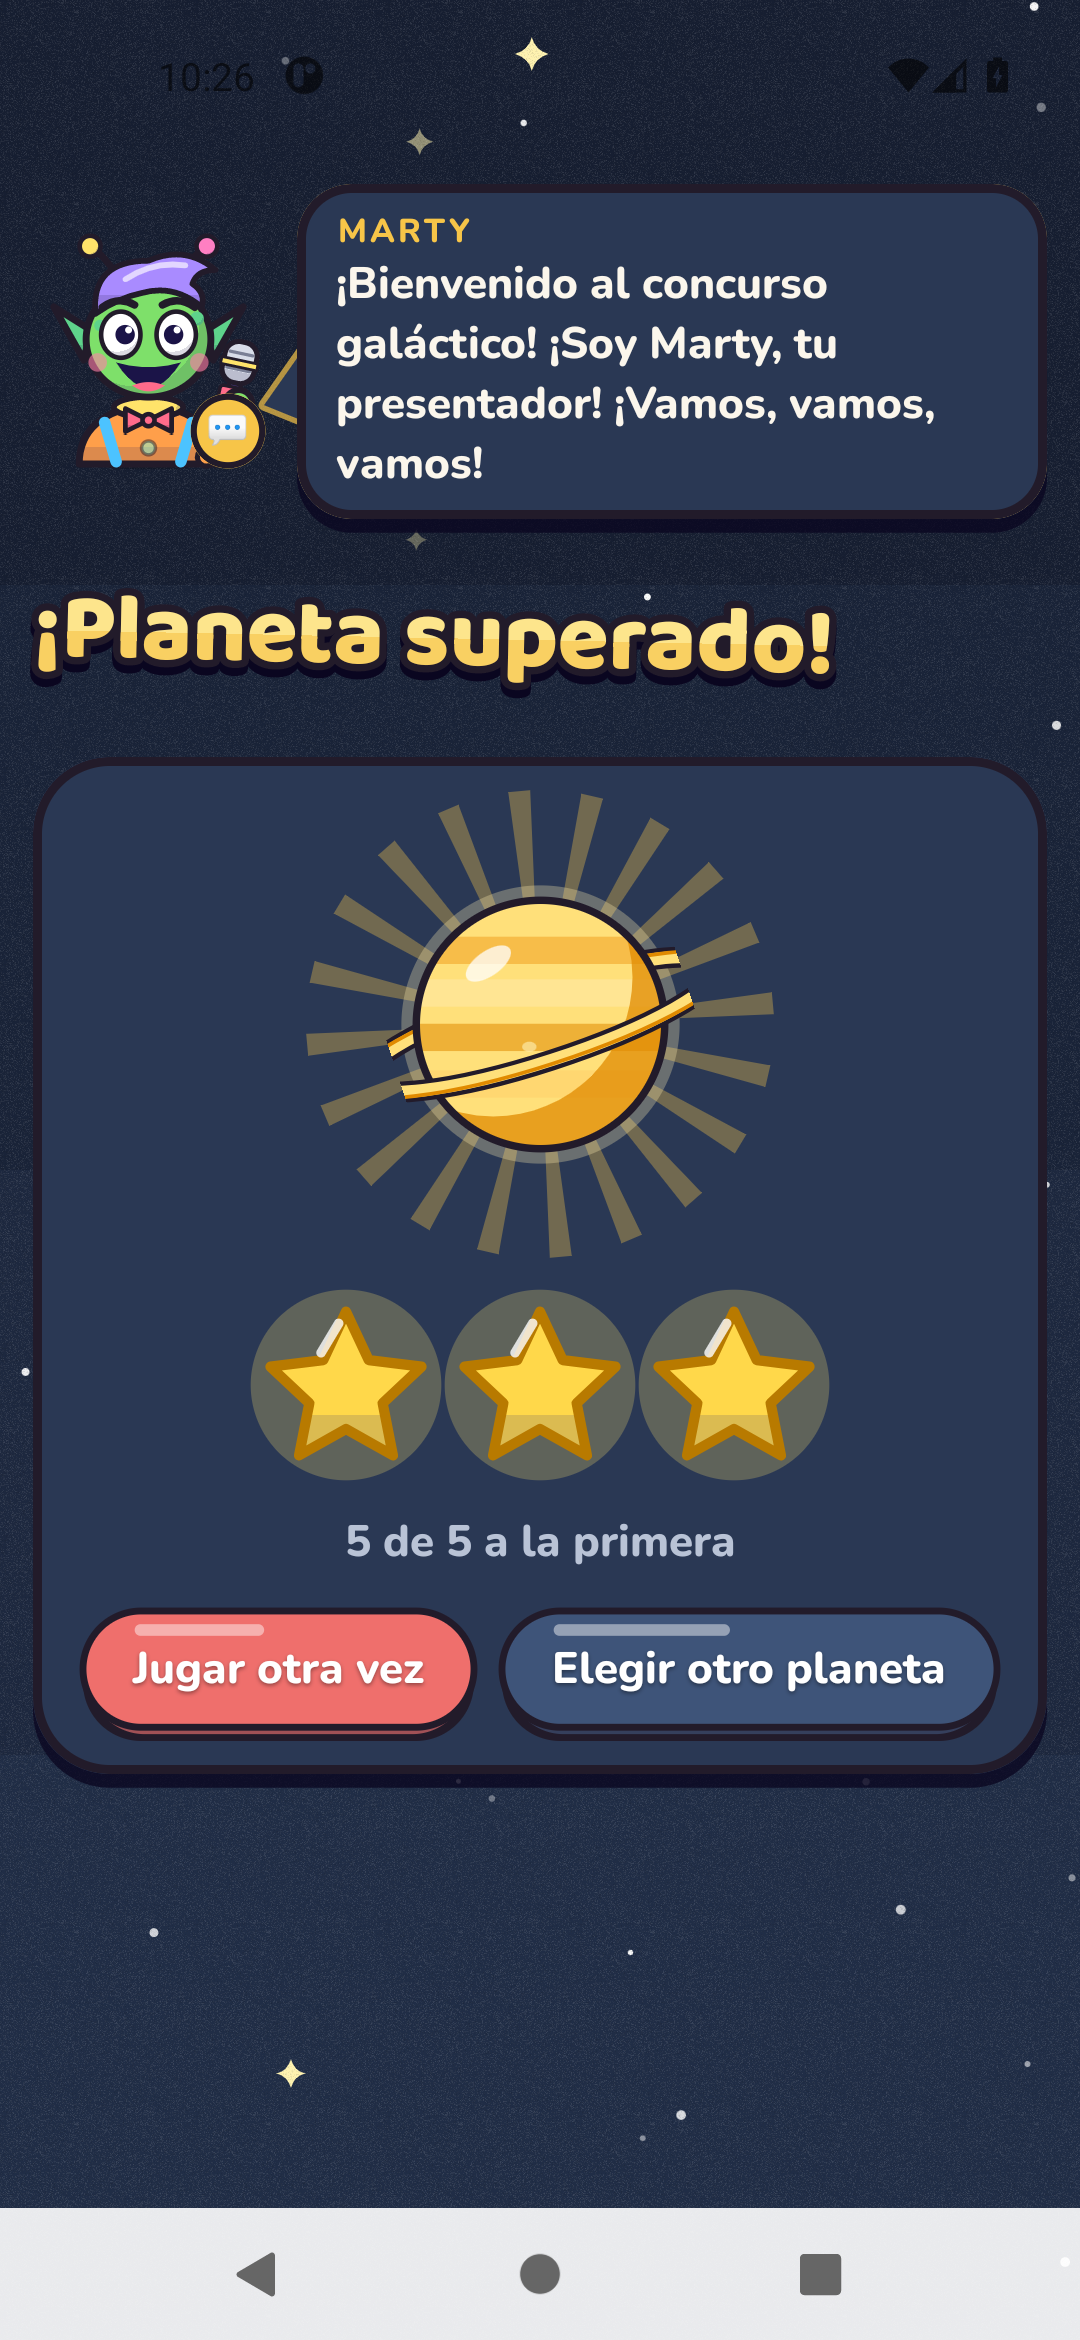 10:26
MARTY
¡Bienvenido al concurso
galáctico! ¡Soy Marty, tu
presentador! ¡Vamos, vamos,
vamos!
¡Planeta superado!
5 de 5 a la primera
Jugar otra vez
Elegir otro planeta